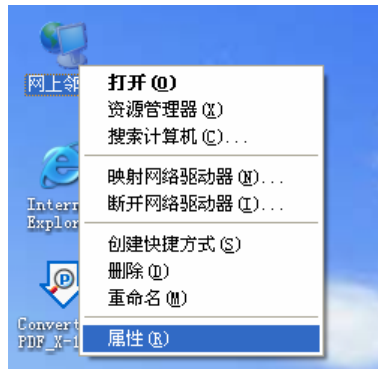 网上邻
打开(O)
资源管理器(X)
搜索计算机(C)...
映射网络驱动器(N)...
断开网络驱动器(I)...
创建快捷方式(S)
删除(D)
重命名(M)
属性(R)
Intern
Explor
P
Convert
PDF_X-1